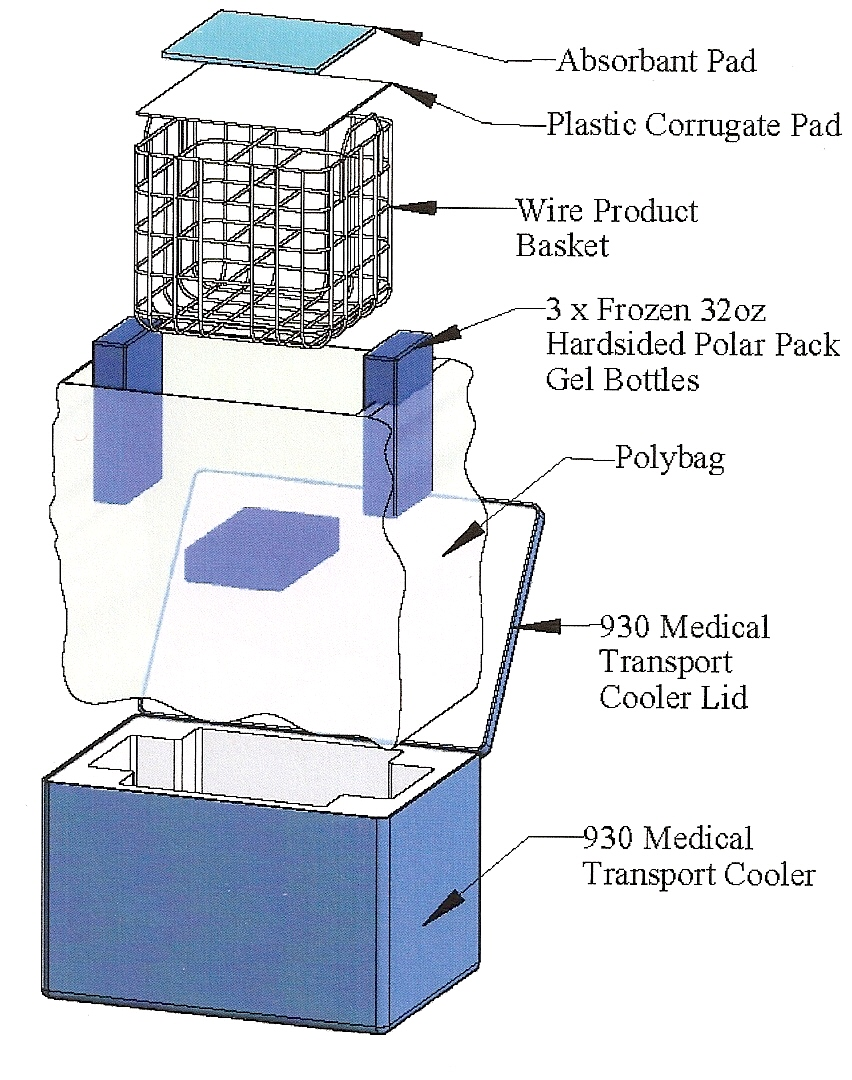 Absorbant Pad
Plastic Corrugate Pad
Wire Product
Basket
3 x Frozen 32oz
Hardsided Polar Pack
Gel Bottles
Polybag
930 Medical
Transport
Cooler Lid
930 Medical
Transport Cooler